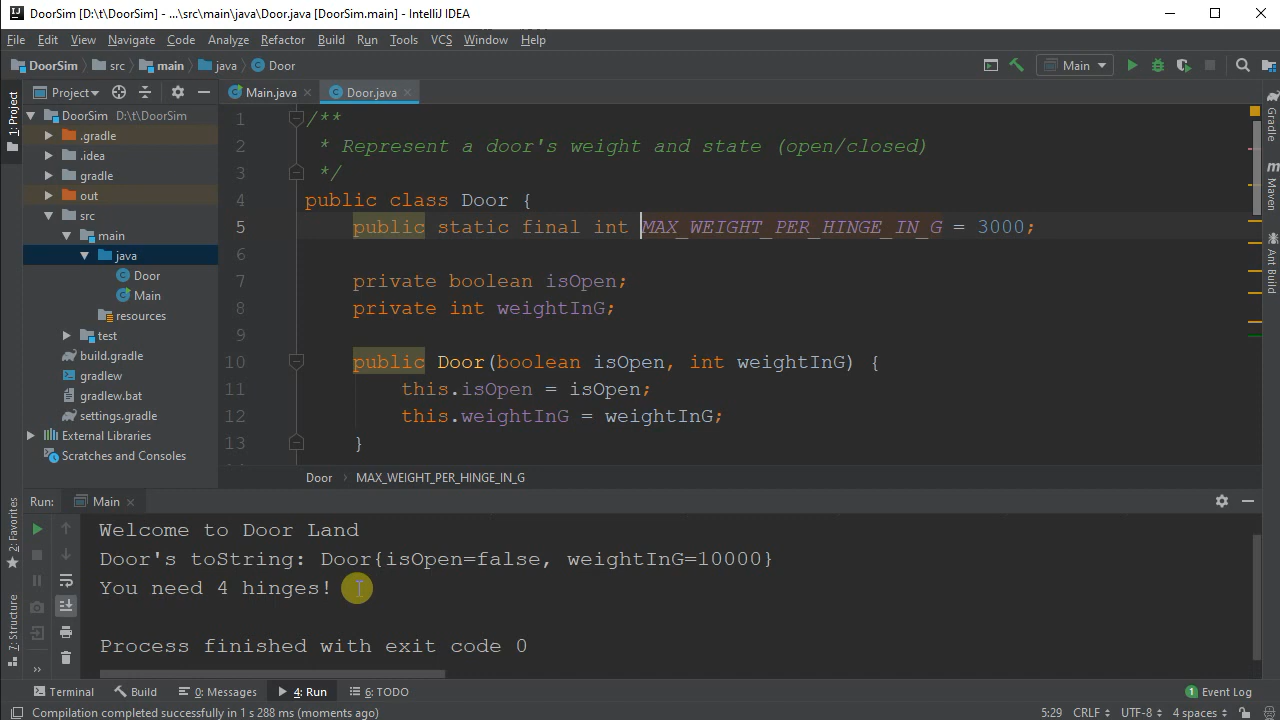 DoorSim [D:\t\DoorSim] - ...\src\main\java\Door.java [DoorSim.main] - IntelliJ IDEA
File Edit View Navigate Code Analyze Refactor Build Run Tools VCS Window Help
DoorSim src main java Door Main
1: Project
Project
Main.java Door.java
DoorSim D:\t\DoorSim
.gradle
.idea
gradle
out
src
main
java
Door
Main
resources
test
build.gradle
gradlew
gradlew.bat
settings.gradle
External Libraries
Scratches and Consoles
1 /**
2 * Represent a door's weight and state (open/closed)
3 */
4 public class Door {
5 public static final int MAX_WEIGHT_PER_HINGE_IN_G = 3000;
6
7 private boolean isOpen;
8 private int weightInG;
9
10 public Door(boolean isOpen, int weightInG) {
11 this.isOpen = isOpen;
12 this.weightInG = weightInG;
13 }
Door MAX_WEIGHT_PER_HINGE_IN_G
Gradle
Maven
Ant Build
Run: Main
2: Favorites
7: Structure
Welcome to Door Land
Door's toString: Door{isOpen=false, weightInG=10000}
You need 4 hinges!
Process finished with exit code 0
Terminal Build 0: Messages 4: Run 6: TODO 1 Event Log
Compilation completed successfully in 1 s 288 ms (moments ago) 5:29 CRLF UTF-8 4 spaces